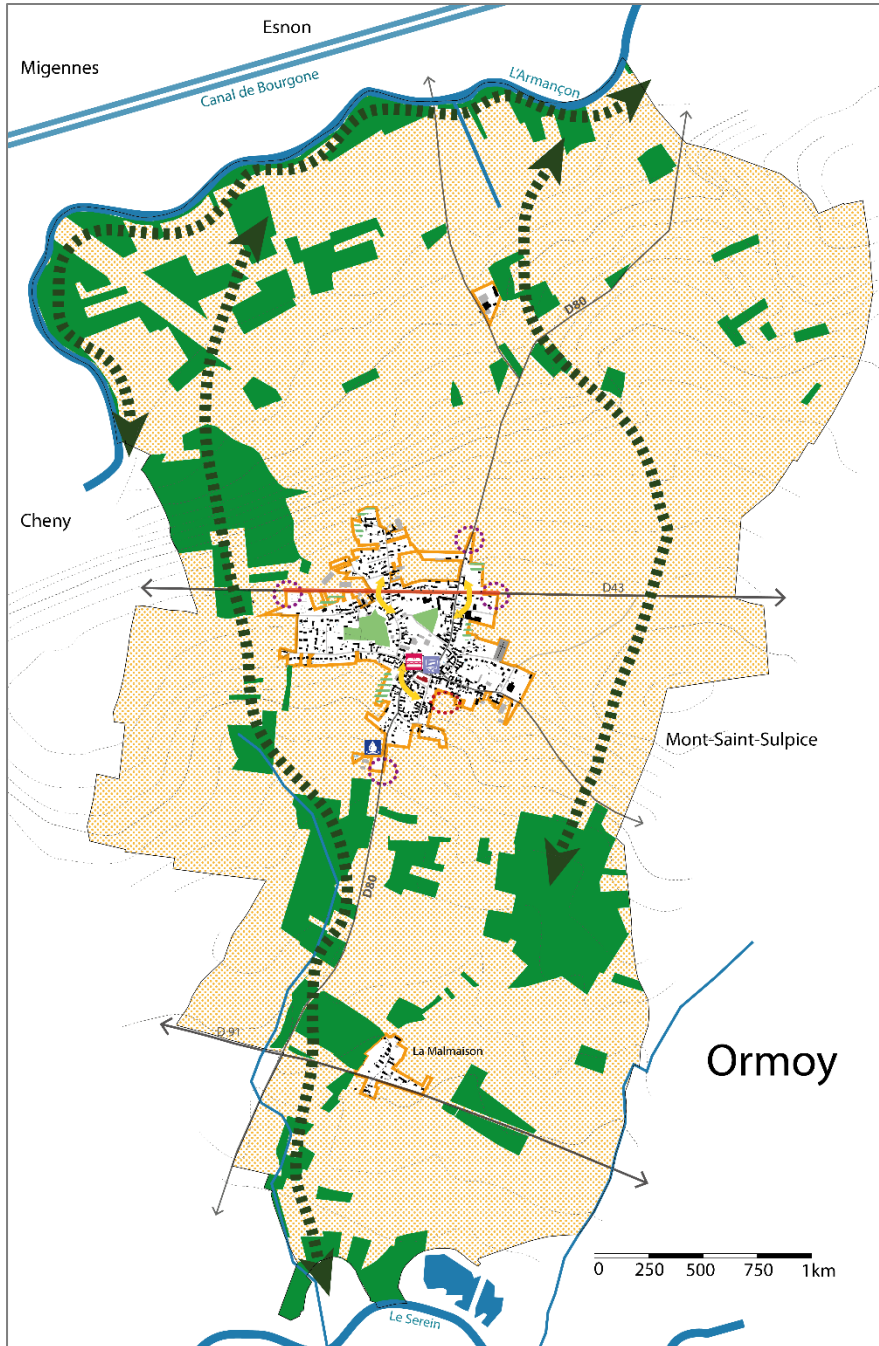 Esnon
Migennes
L'Armançon
Canal de Bourgone
D80
Cheny
D43
Mont-Saint-Sulpice
D80
D 91
La Malmaison
Ormoy
0 250 500 750 1km
Le Serein